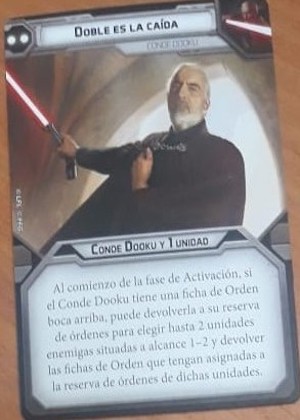 Doble es la caída
Conde Dooku
Conde Dooku y 1 unidad
Al comienzo de la fase de Activación, si
el Conde Dooku tiene una ficha de Orden
boca arriba, puede devolverla a su reserva
de órdenes para elegir hasta 2 unidades
enemigas situadas a alcance 1–2 y devolver
las fichas de Orden que tengan asignadas a
la reserva de órdenes de dichas unidades.